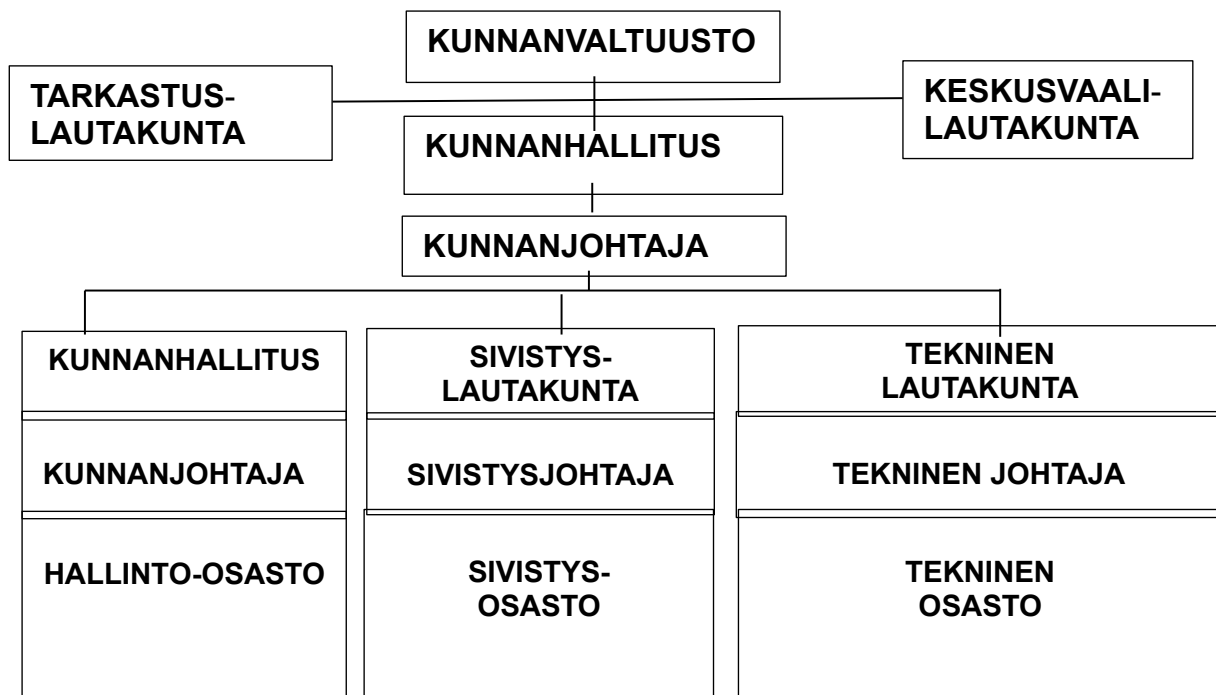 KUNNANVALTUUSTO
TARKASTUS-
LAUTAKUNTA
KESKUSVAALI-
LAUTAKUNTA
KUNNANHALLITUS
KUNNANJOHTAJA
KUNNANHALLITUS
SIVISTYS-
LAUTAKUNTA
TEKNINEN
LAUTAKUNTA
KUNNANJOHTAJA
SIVISTYSJOHTAJA
TEKNINEN JOHTAJA
HALLINTO-OSASTO
SIVISTYS-
OSASTO
TEKNINEN
OSASTO